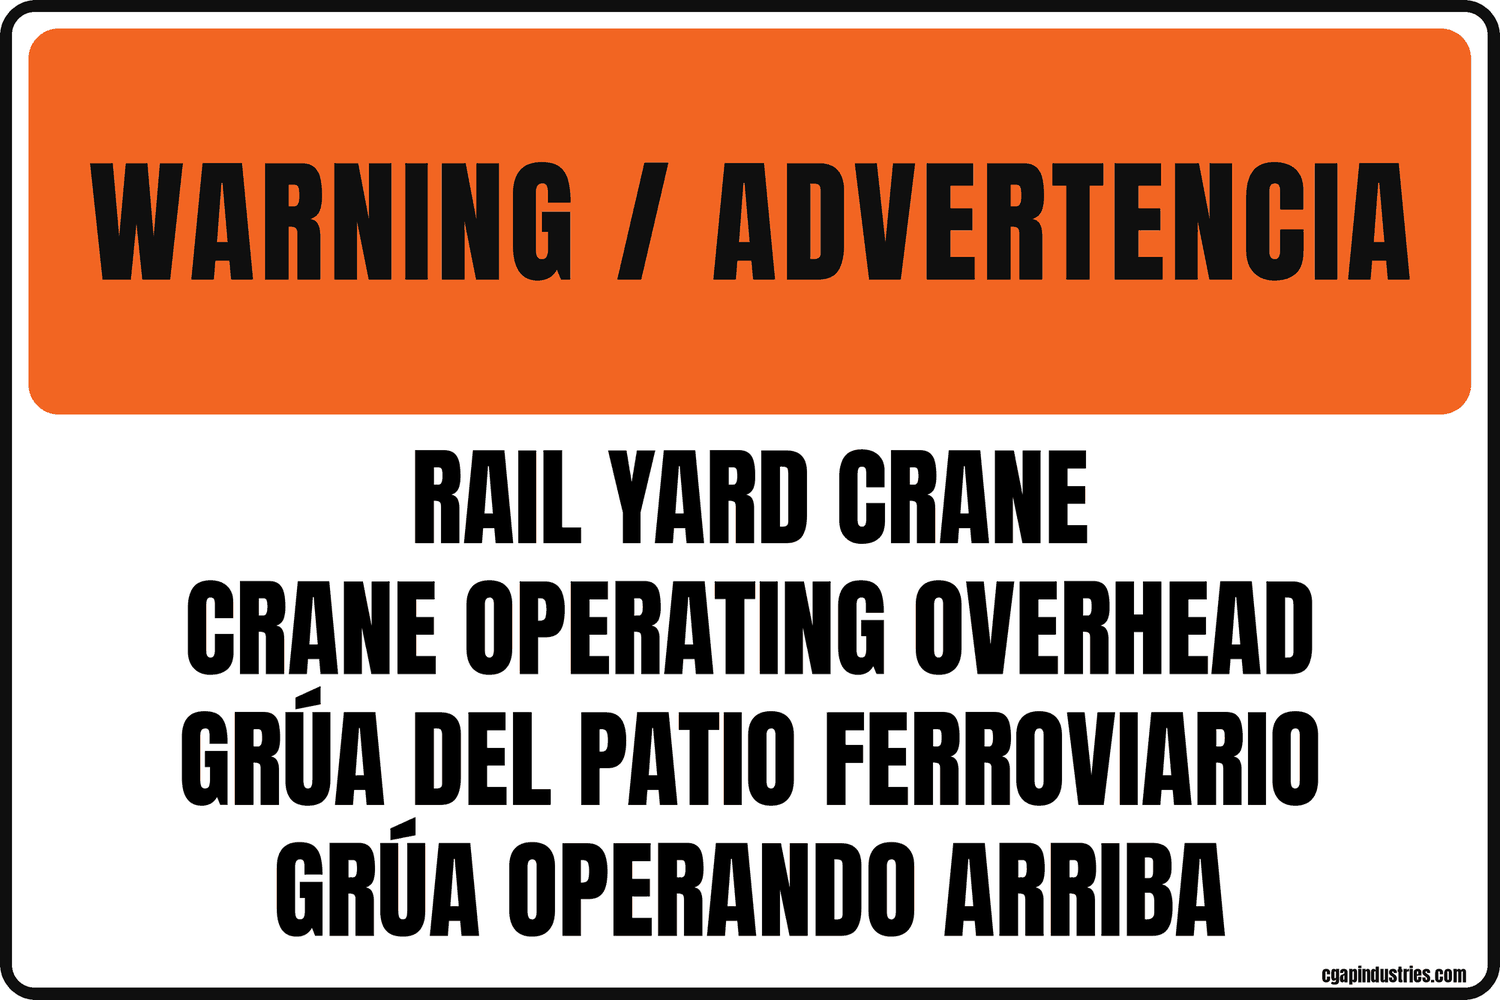 WARNING / ADVERTENCIA
RAIL YARD CRANE
CRANE OPERATING OVERHEAD
GRÚA DEL PATIO FERROVIARIO
GRÚA OPERANDO ARRIBA
cgapindustries.com